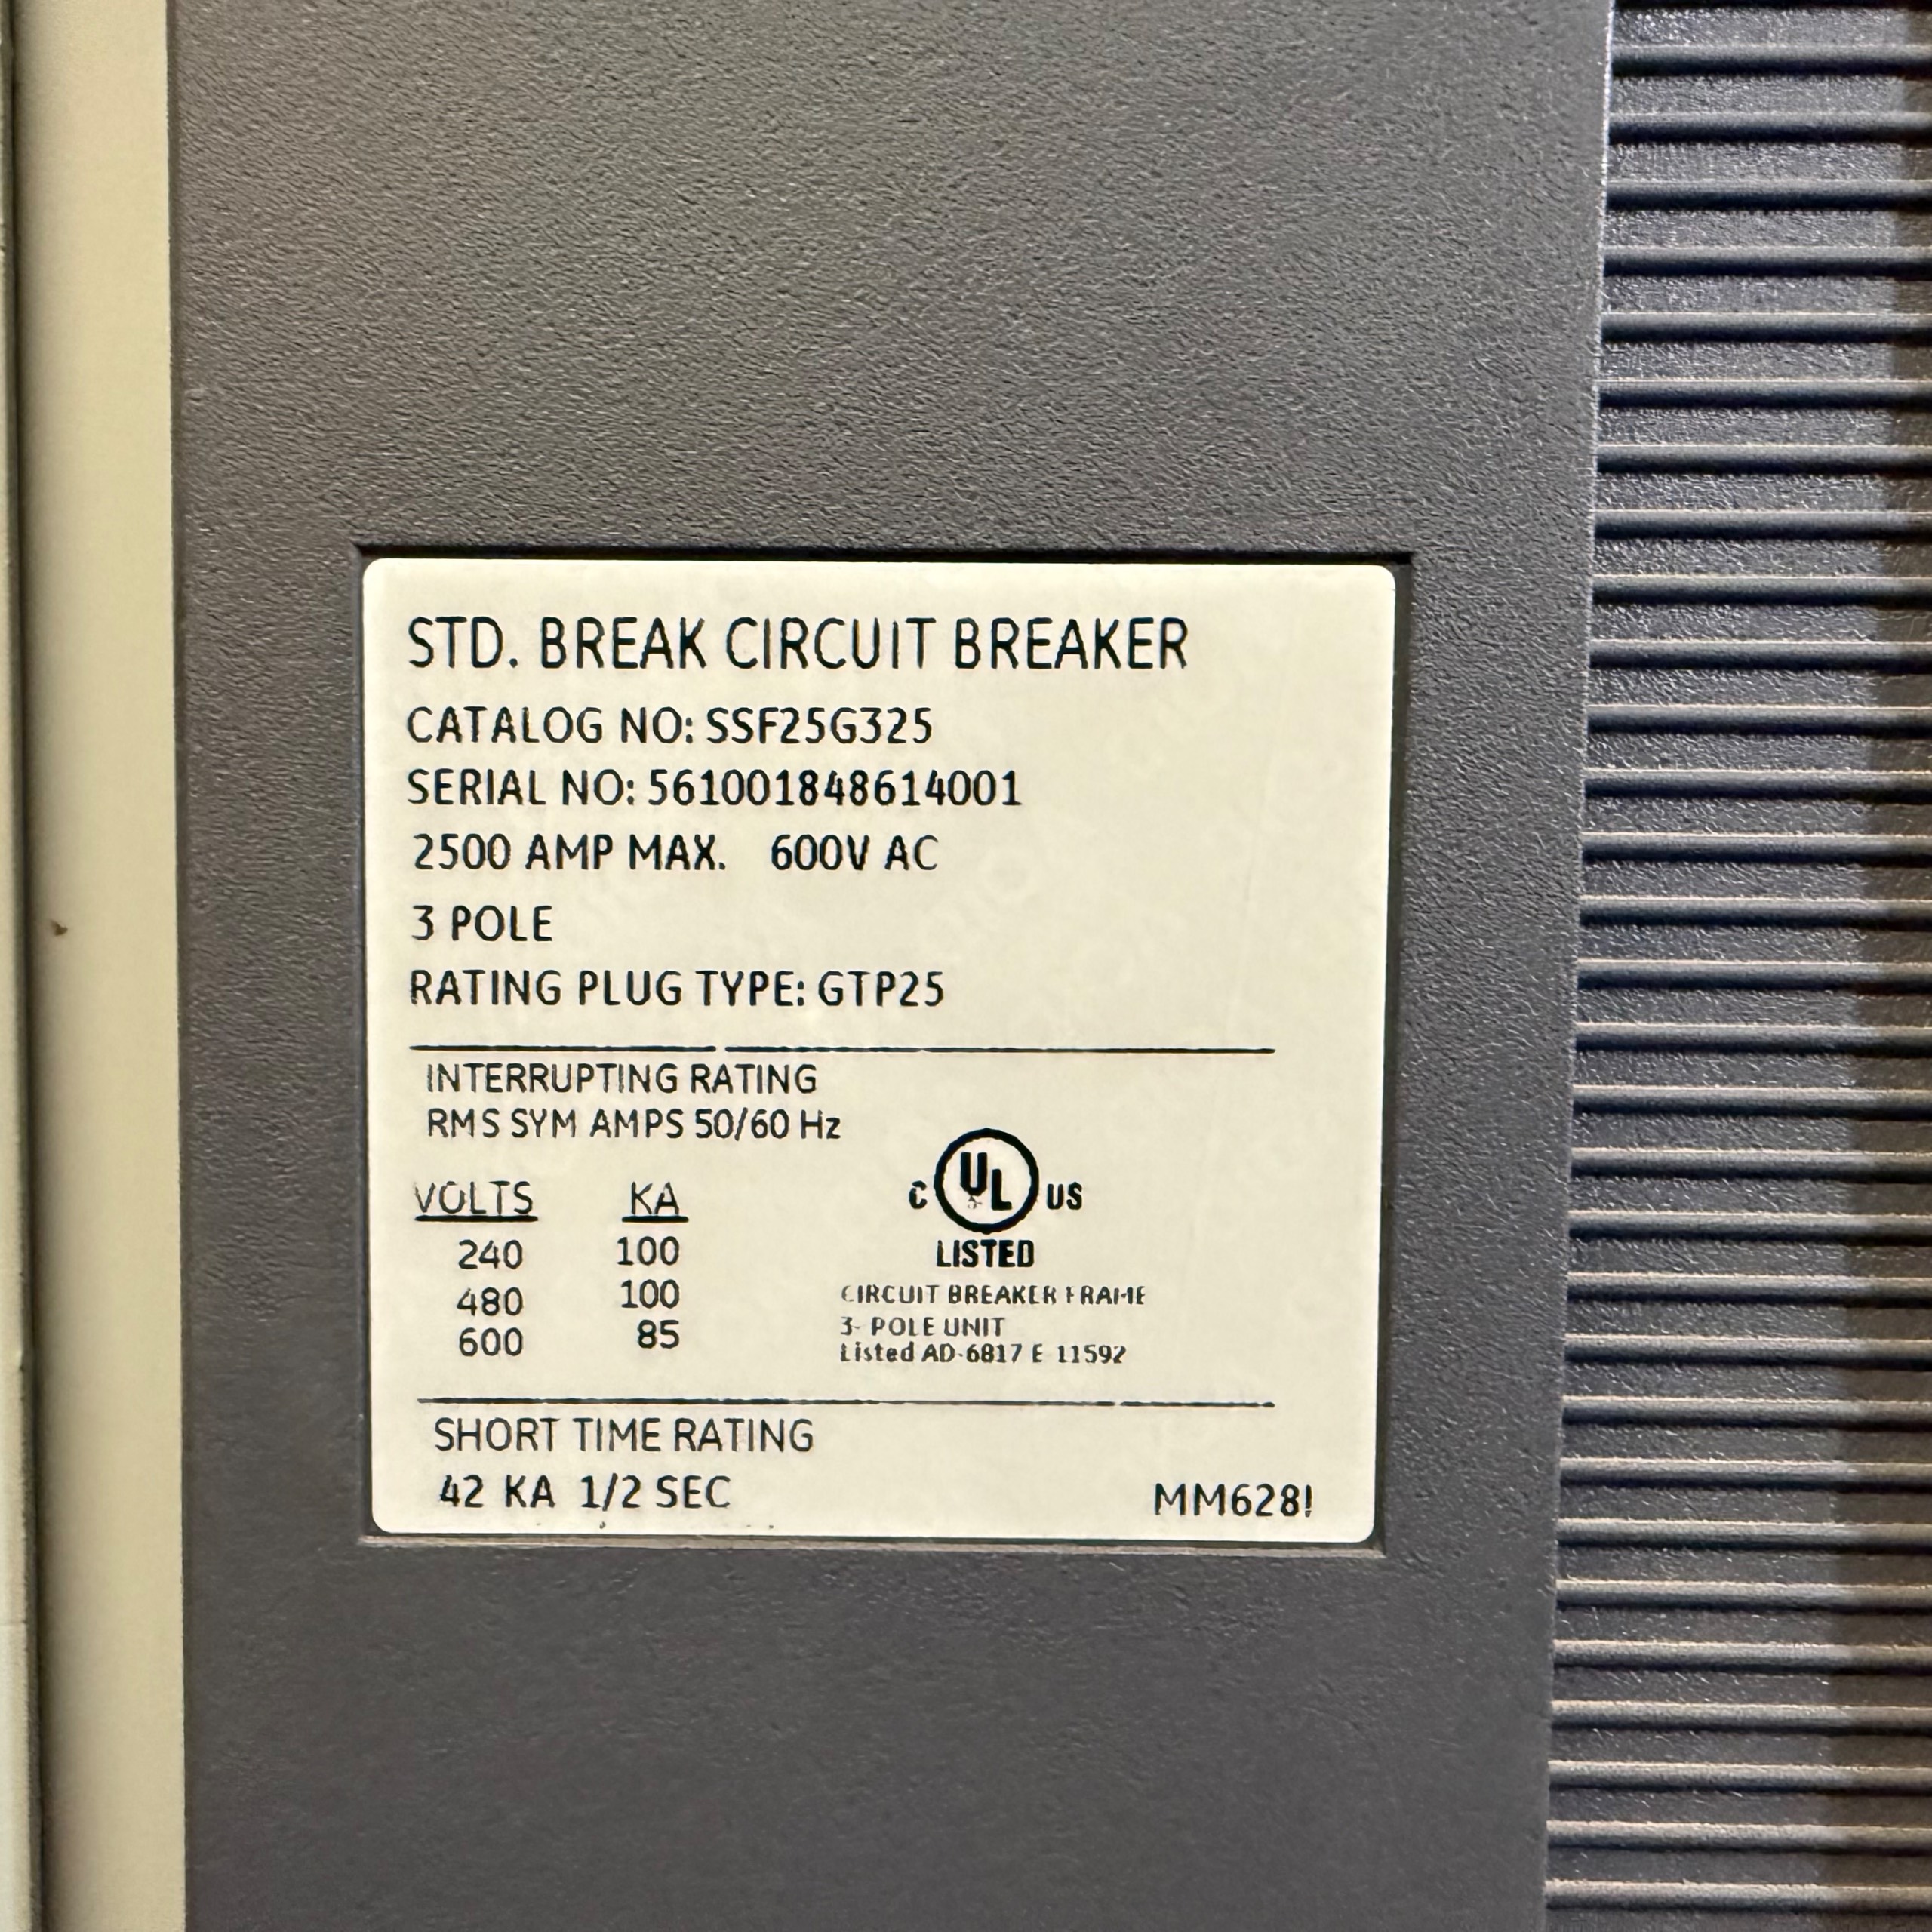 STD. BREAK CIRCUIT BREAKER
CATALOG NO: SSF25G325
SERIAL NO: 561001848614001
2500 AMP MAX. 600V AC
3 POLE
RATING PLUG TYPE: GTP25
INTERRUPTING RATING
RMS SYM AMPS 50/60 Hz
VOLTS KA
240 100
480 100
600 85
C UL US
LISTED
CIRCUIT BREAKER FRAME
3- POLE UNIT
Listed AD-6817 E 11592
SHORT TIME RATING
42 KA 1/2 SEC
MM628!